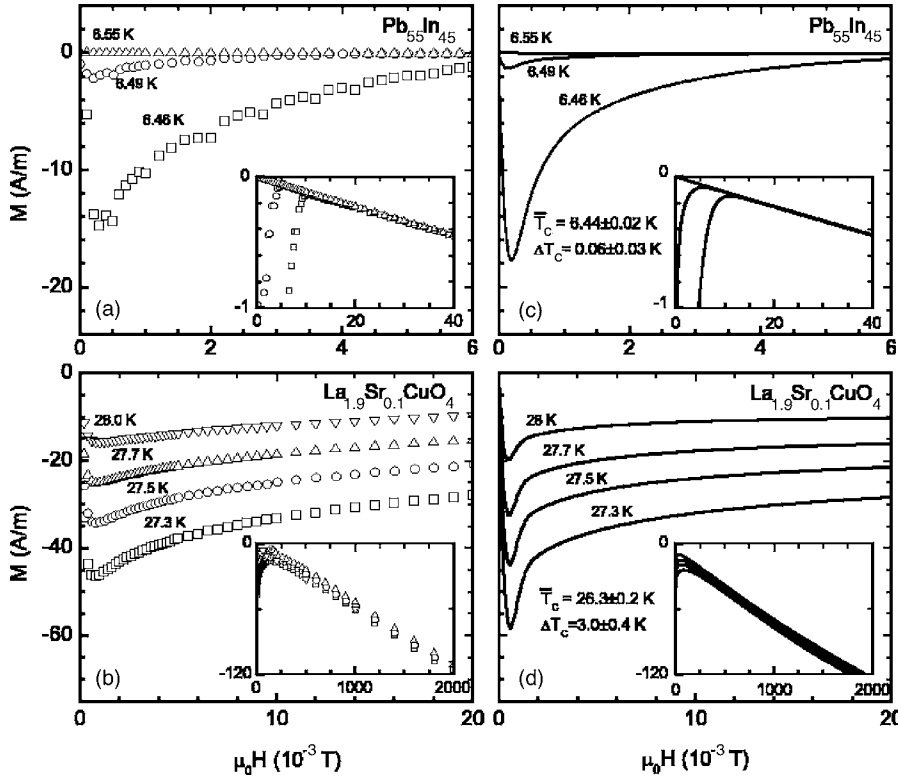 0
Pb₅₅In₄₅
6.55 K
6.49 K
6.46 K
-10
-20
M (A/m)
(a)
0
-1
0
20
40
0
2
4
6
Pb₅₅In₄₅
6.55 K
6.49 K
6.46 K
T̅c = 6.44±0.02 K
ΔTc = 0.06±0.03 K
(c)
0
-1
0
20
40
0
2
4
6
0
La₁.₉Sr₀.₁CuO₄
28.0 K
27.7 K
27.5 K
27.3 K
-20
-40
-60
M (A/m)
(b)
0
-120
0
1000
2000
0
10
20
μ₀H (10⁻³ T)
La₁.₉Sr₀.₁CuO₄
28 K
27.7 K
27.5 K
27.3 K
T̅c = 26.3±0.2 K
ΔTc=3.0±0.4 K
(d)
0
-120
0
1000
2000
0
10
20
μ₀H (10⁻³ T)